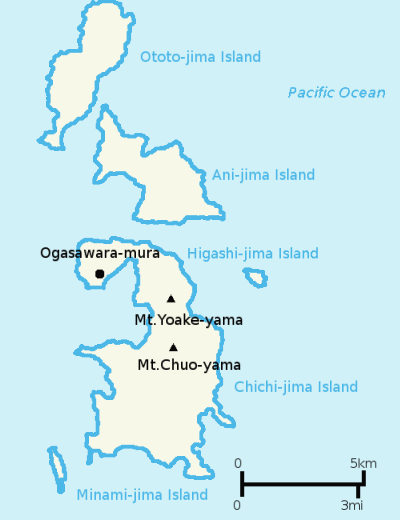 Ototo-jima Island
Pacific Ocean
Ani-jima Island
Ogasawara-mura
Higashi-jima Island
Mt.Yoake-yama
Mt.Chuo-yama
Chichi-jima Island
Minami-jima Island
0
5km
0
3mi